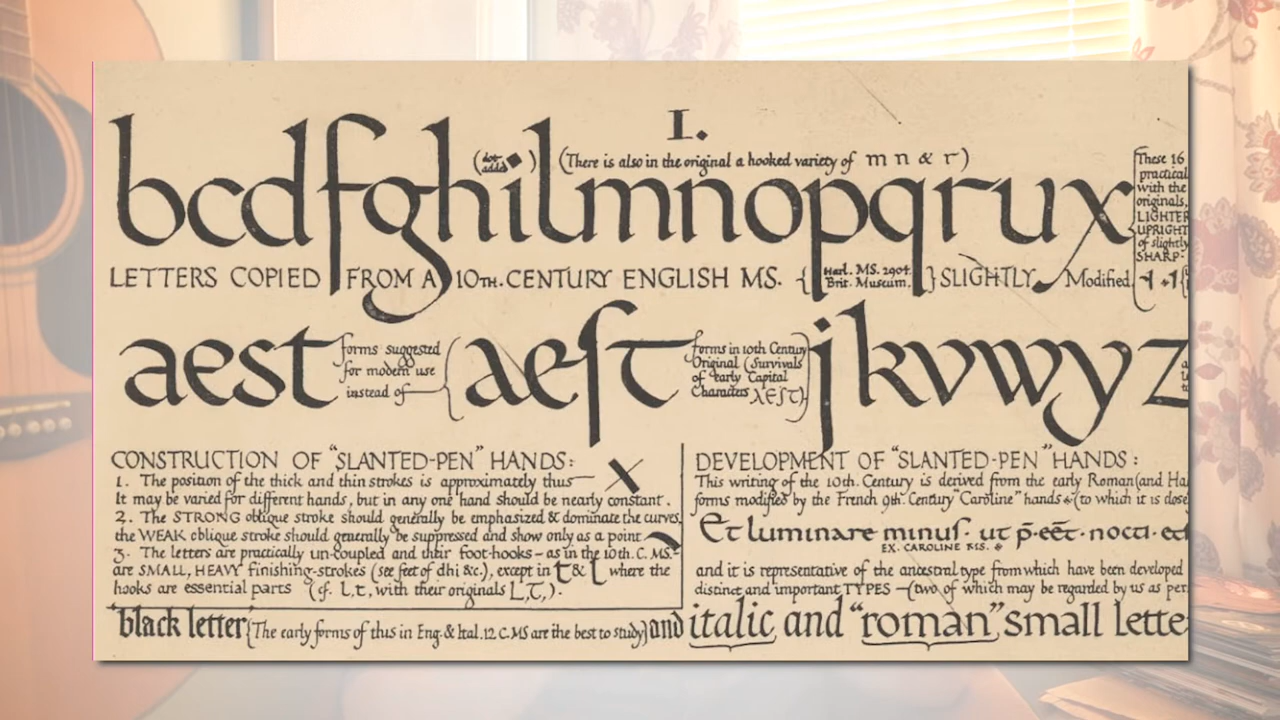 I.
(dot added) (There is also in the original a hooked variety of m n & r)
bcdfghilmnopqrux
These 16
practical
with the
originals,
LIGHTER
UPRIGHT
of slightly
SHARP-
LETTERS COPIED FROM A 10TH. CENTURY ENGLISH MS. { Harl. MS. 2904. Brit. Museum. } SLIGHTLY Modified.
aest forms suggested for modern use instead of { aeſt forms in 10th Century Original (Survivals of early Capital Characters } jkvwyz
CONSTRUCTION OF "SLANTED-PEN" HANDS:
1. The position of the thick and thin strokes is approximately thus
It may be varied for different hands, but in any one hand should be nearly constant.
2. The STRONG oblique stroke should generally be emphasized & dominate the curves,
the WEAK oblique stroke should generally be suppressed and show only as a point
3. The letters are practically un-coupled and their foot-hooks – as in the 10th. C. MS. –
are SMALL, HEAVY finishing-strokes (see feet of dhi &c.), except in t & l where the
hooks are essential parts (cf. l, t, with their originals L, T,).
DEVELOPMENT OF "SLANTED-PEN" HANDS:
This writing of the 10th. Century is derived from the early Roman (and Ha
forms modified by the French 9th. Century "Caroline" hands (to which it is close
Et luminare minuſ· ut p̄·eēt· nocti·
EX. CAROLINE MS.
and it is representative of the ancestral type from which have been developed
distinct and important TYPES — (two of which may be regarded by us as per
"black letter" {The early forms of this in Eng. & Ital. 12 C. MS are the best to study} and italic and "roman" small lette